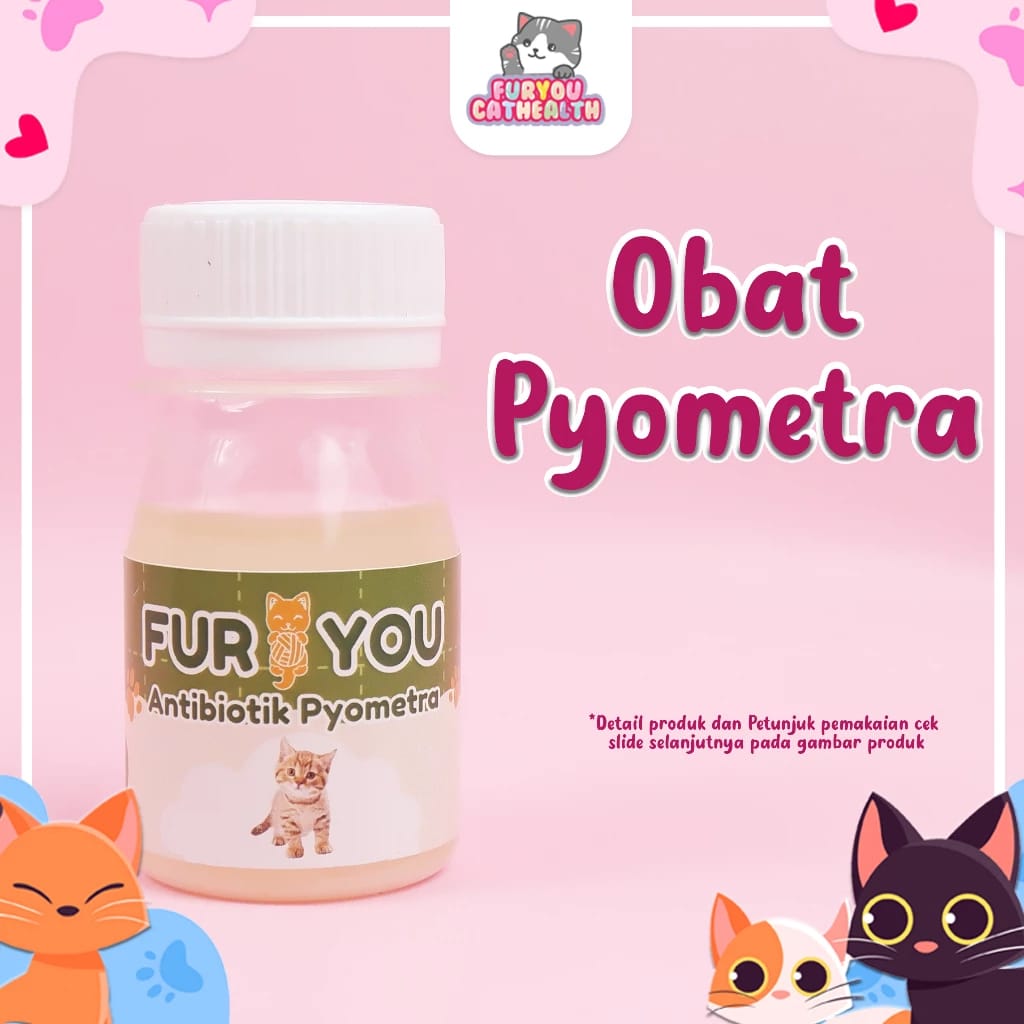 FURYOU
CATHEALTH
Obat
Pyometra
FUR YOU
Antibiotik Pyometra
*Detail produk dan Petunjuk pemakaian cek
slide selanjutnya pada gambar produk